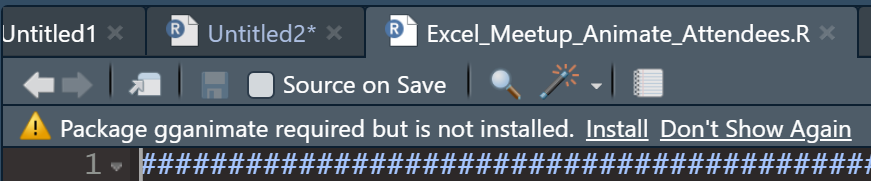 Untitled1 × Untitled2* × Excel_Meetup_Animate_Attendees.R ×
Source on Save
Package gganimate required but is not installed. Install Don't Show Again
1 ##########################################